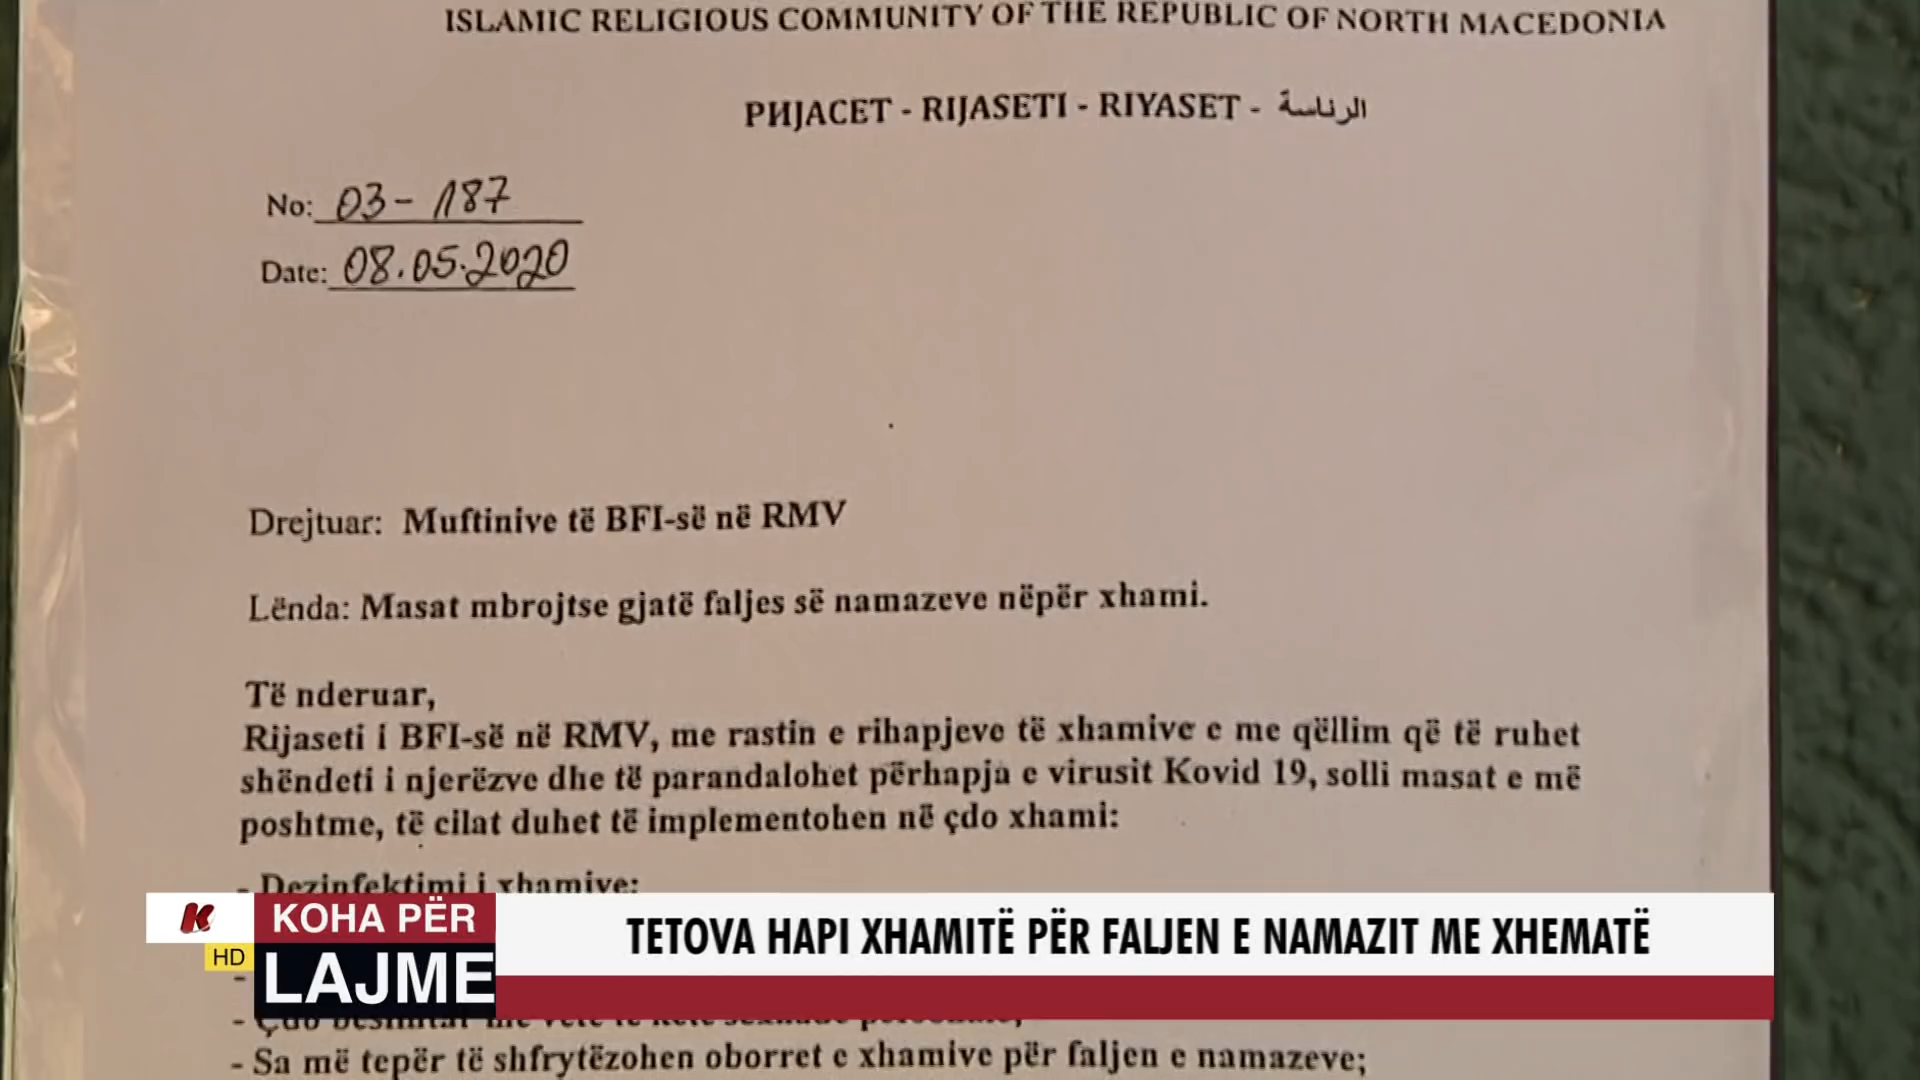 ISLAMIC RELIGIOUS COMMUNITY OF THE REPUBLIC OF NORTH MACEDONIA
РИЈАСЕТ - RIJASETI - RIYASET - الرئاسة
No: 03 - 187
Date: 08.05.2020
Drejtuar: Muftinive të BFI-së në RMV
Lënda: Masat mbrojtse gjatë faljes së namazeve nëpër xhami.
Të nderuar,
Rijaseti i BFI-së në RMV, me rastin e rihapjeve të xhamive e me qëllim që të ruhet
shëndeti i njerëzve dhe të parandalohet përhapja e virusit Kovid 19, solli masat e më
poshtme, të cilat duhet të implementohen në çdo xhami:
- Dezinfektimi i xhamive;
K KOHA PËR
HD LAJME
TETOVA HAPI XHAMITË PËR FALJEN E NAMAZIT ME XHEMATË
- Sa më tepër të shfrytëzohen oborret e xhamive për faljen e namazeve;